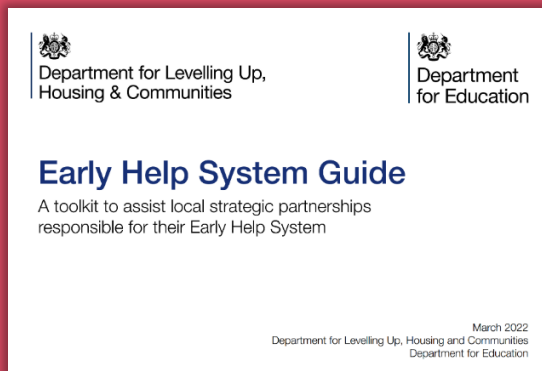 Department for Levelling Up,
Housing & Communities
Department
for Education
Early Help System Guide
A toolkit to assist local strategic partnerships
responsible for their Early Help System
March 2022
Department for Levelling Up, Housing and Communities
Department for Education